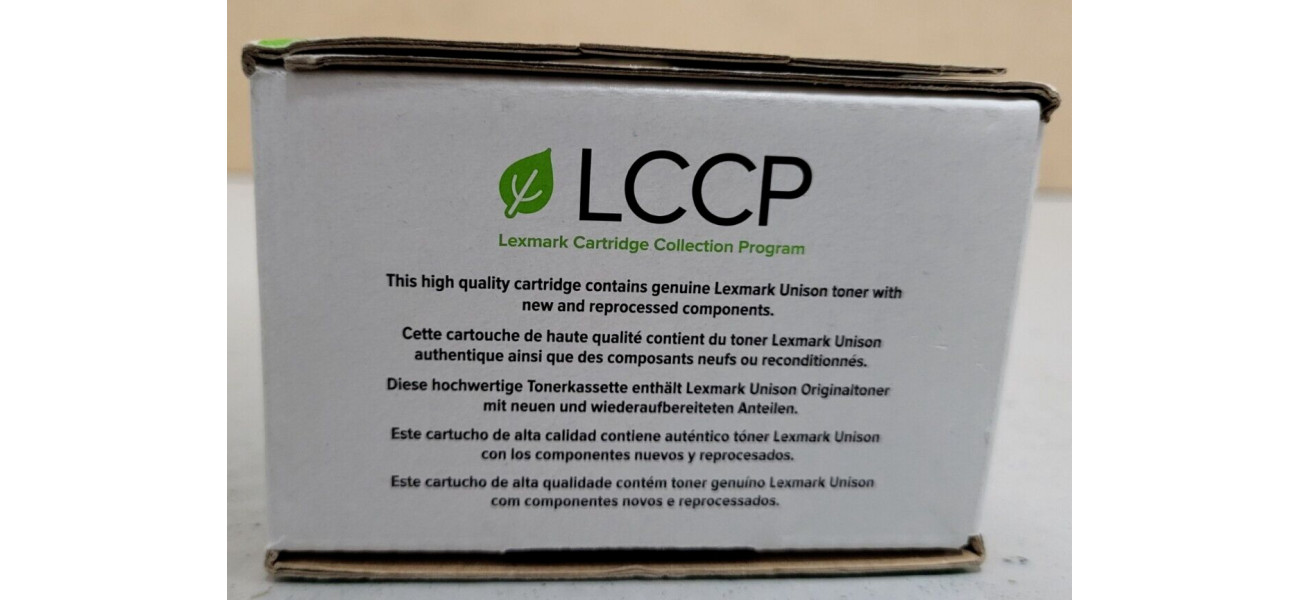 LCCP
Lexmark Cartridge Collection Program
This high quality cartridge contains genuine Lexmark Unison toner with
new and reprocessed components.
Cette cartouche de haute qualité contient du toner Lexmark Unison
authentique ainsi que des composants neufs ou reconditionnés.
Diese hochwertige Tonerkassette enthält Lexmark Unison Originaltoner
mit neuen und wiederaufbereiteten Anteilen.
Este cartucho de alta calidad contiene auténtico tóner Lexmark Unison
con los componentes nuevos y reprocesados.
Este cartucho de alta qualidade contém toner genuíno Lexmark Unison
com componentes novos e reprocessados.